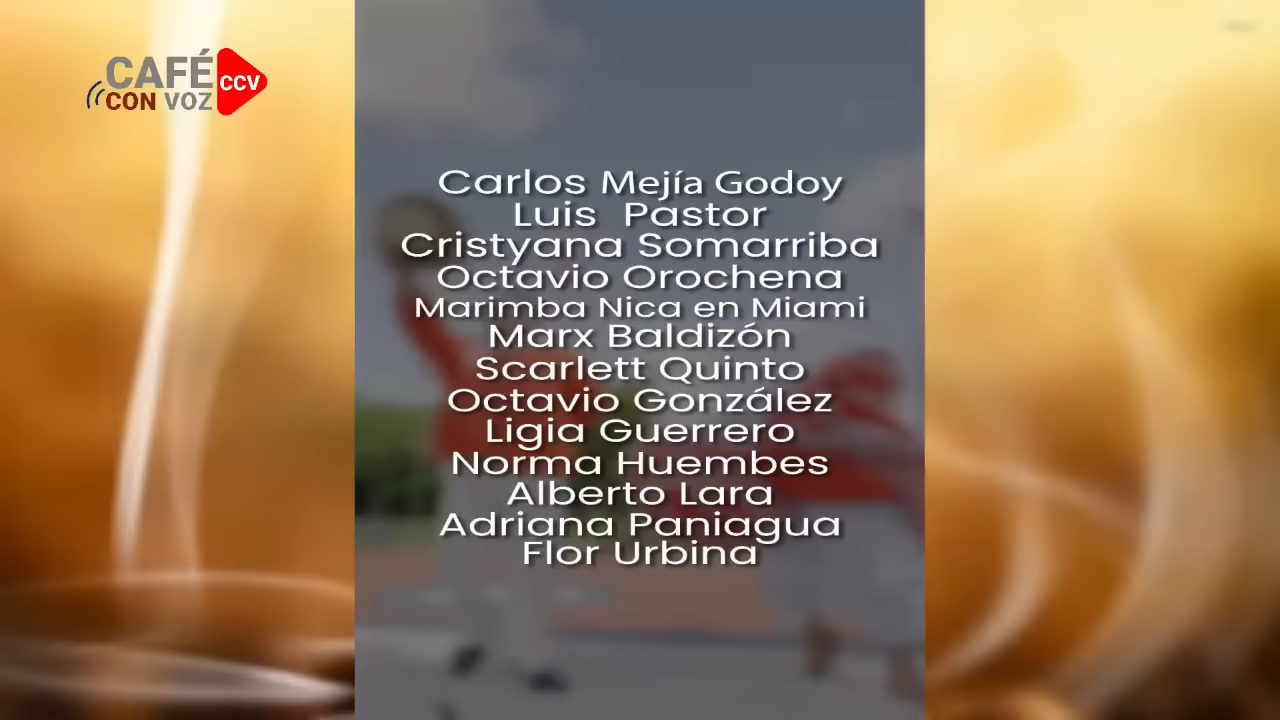 CAFÉ
CON VOZ
CCV
Carlos Mejía Godoy
Luis Pastor
Cristyana Somarriba
Octavio Orochena
Marimba Nica en Miami
Marx Baldizón
Scarlett Quinto
Octavio González
Ligia Guerrero
Norma Huembes
Alberto Lara
Adriana Paniagua
Flor Urbina